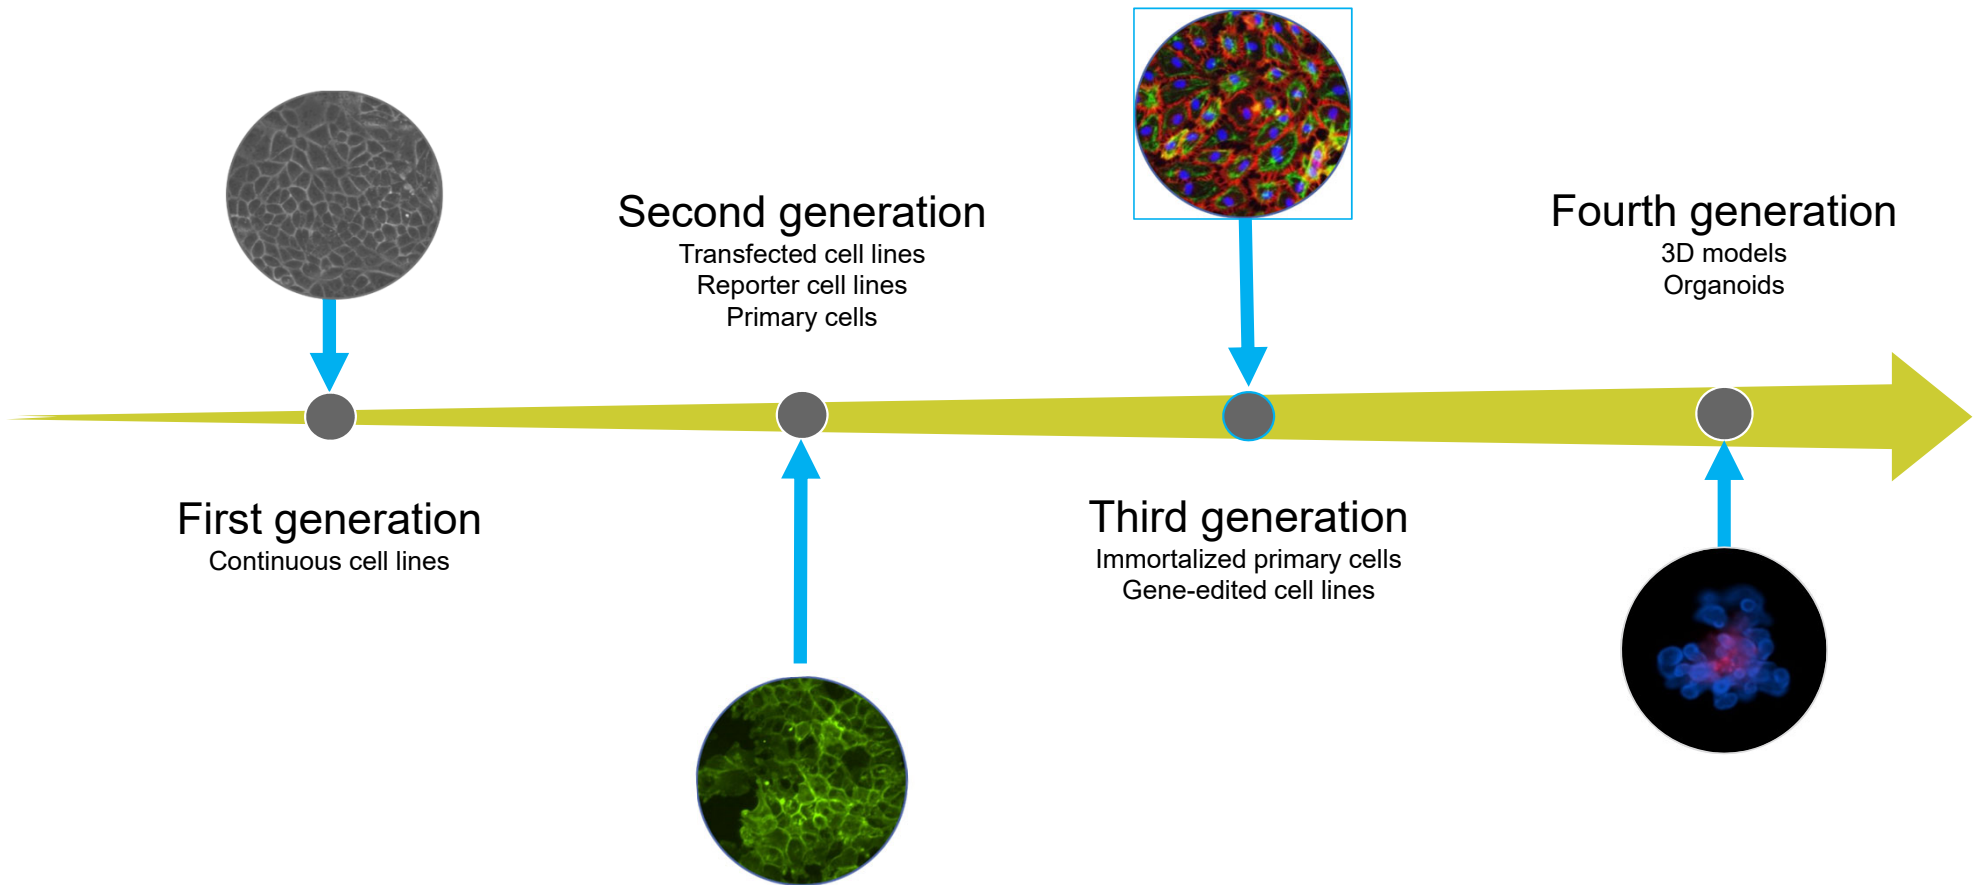 First generation
Continuous cell lines
Second generation
Transfected cell lines
Reporter cell lines
Primary cells
Third generation
Immortalized primary cells
Gene-edited cell lines
Fourth generation
3D models
Organoids